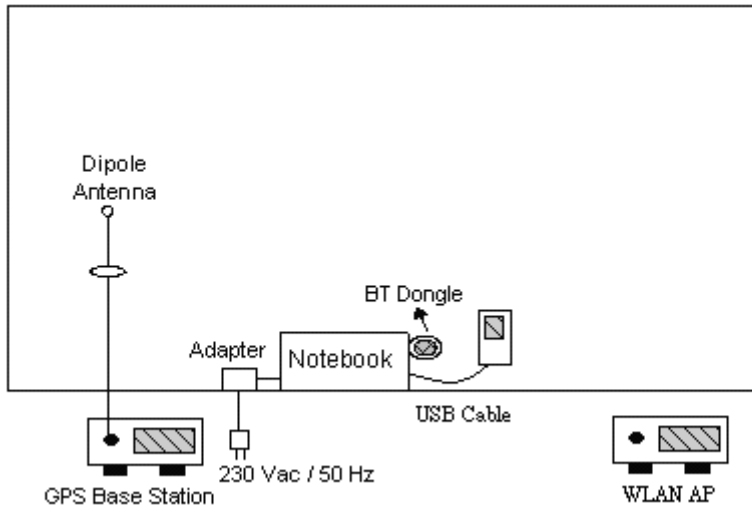 Dipole
Antenna
BT Dongle
Adapter
Notebook
USB Cable
230 Vac / 50 Hz
GPS Base Station
WLAN AP